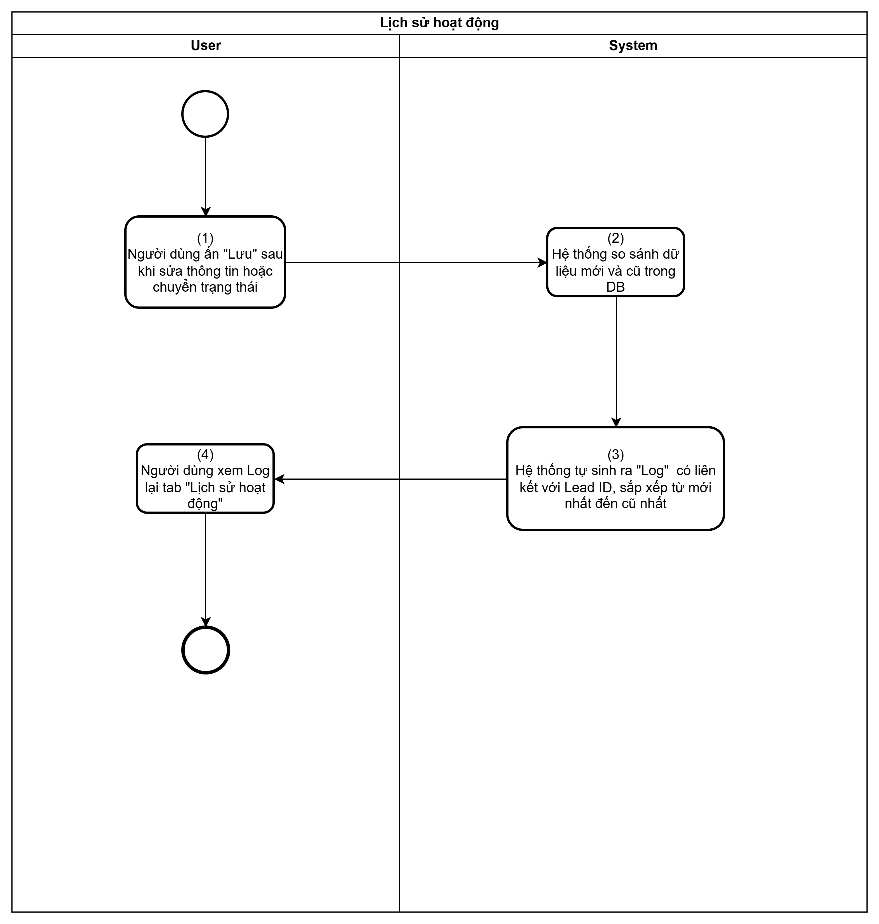 Lịch sử hoạt động
User
System
(1)
Người dùng ấn "Lưu" sau
khi sửa thông tin hoặc
chuyển trạng thái
(2)
Hệ thống so sánh dữ
liệu mới và cũ trong
DB
(3)
Hệ thống tự sinh ra "Log" có liên
kết với Lead ID, sắp xếp từ mới
nhất đến cũ nhất
(4)
Người dùng xem Log
lại tab "Lịch sử hoạt
động"